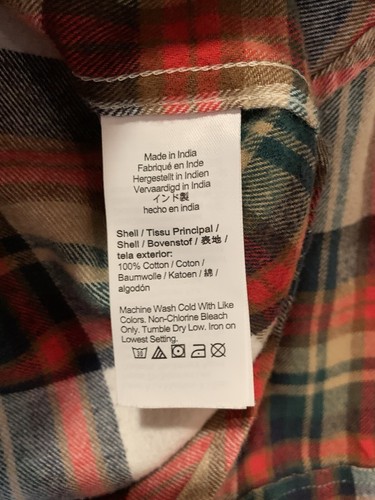 Made in India
Fabriqué en Inde
Hergestellt in Indien
Vervaardigd in india
インド製
hecho en india
Shell / Tissu Principal /
Shell / Bovenstof / 表地 /
tela exterior:
100% Cotton / Coton /
Baumwolle / Katoen / 綿 /
algodón
Machine Wash Cold With Like
Colors. Non-Chlorine Bleach
Only. Tumble Dry Low. Iron on
Lowest Setting.